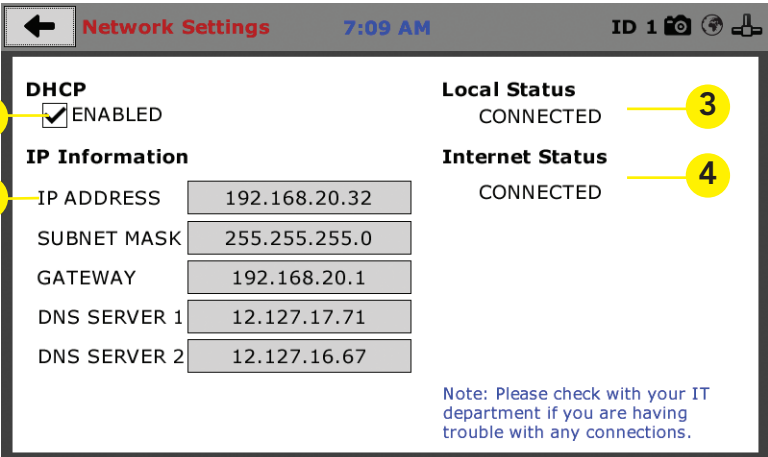 Network Settings 7:09 AM ID 1
DHCP
ENABLED
Local Status
CONNECTED
3
IP Information
IP ADDRESS 192.168.20.32
SUBNET MASK 255.255.255.0
GATEWAY 192.168.20.1
DNS SERVER 1 12.127.17.71
DNS SERVER 2 12.127.16.67
Internet Status
CONNECTED
4
Note: Please check with your IT
department if you are having
trouble with any connections.